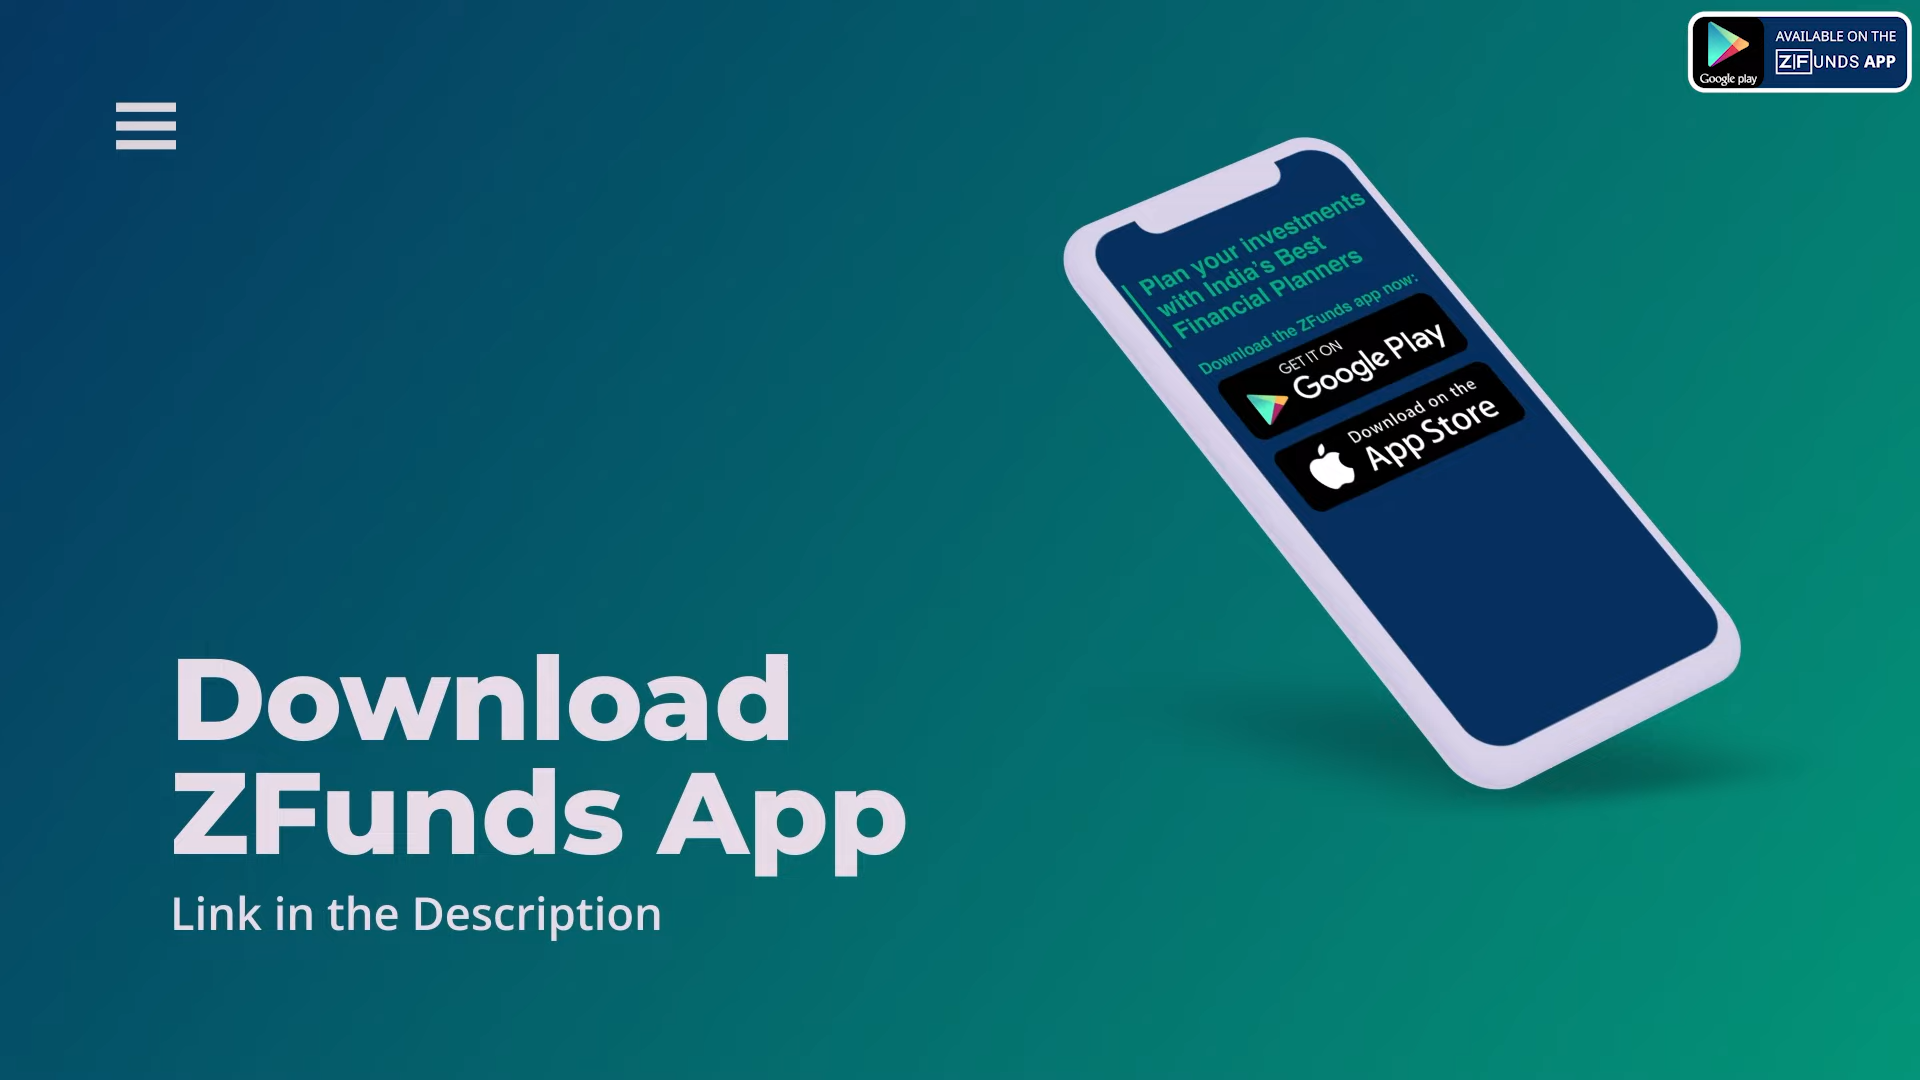 AVAILABLE ON THE
Google play
ZFUNDS APP
Plan your investments
with India's Best
Financial Planners
Download the ZFunds app now:
GET IT ON
Google Play
Download on the
App Store
Download
ZFunds App
Link in the Description